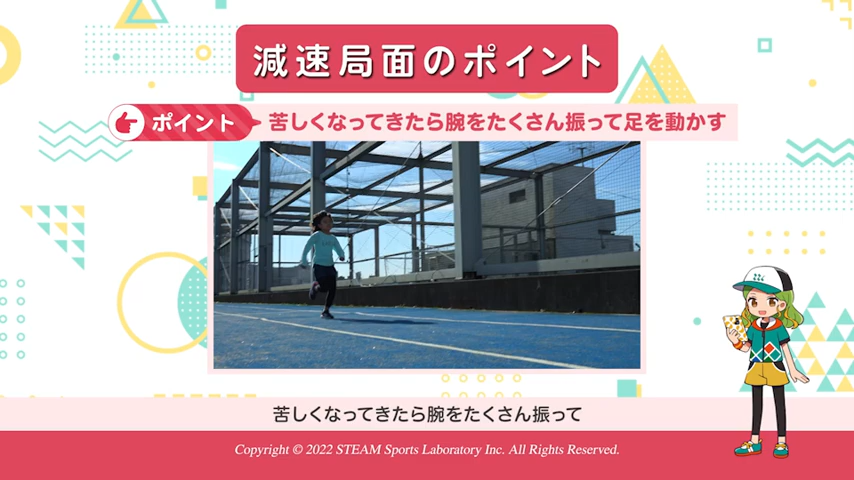 減速局面のポイント
ポイント
苦しくなってきたら腕をたくさん振って足を動かす
苦しくなってきたら腕をたくさん振って
Copyright © 2022 STEAM Sports Laboratory Inc. All Rights Reserved.